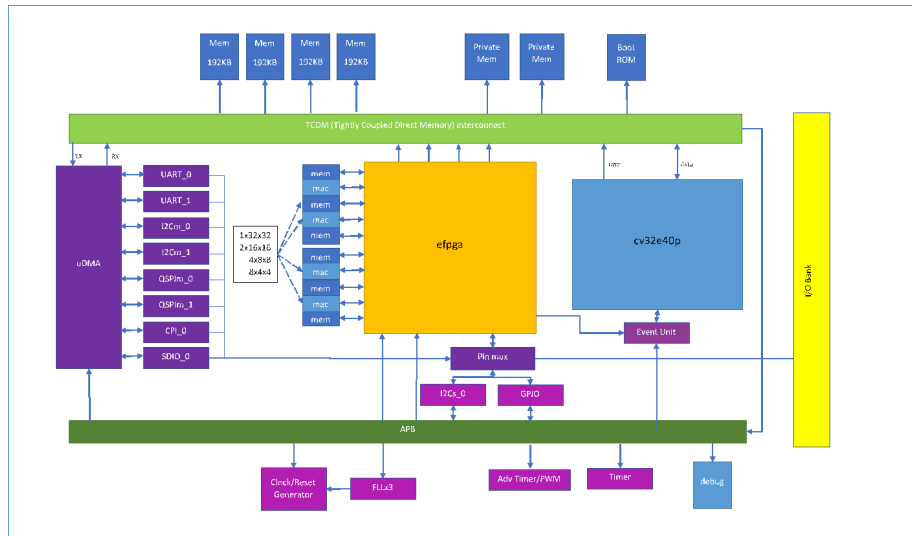 Mem
192KB
Mem
192KB
Mem
192KB
Mem
192KB
Private
Mem
Private
Mem
Boot
ROM
TCDM (Tightly Coupled Direct Memory) Interconnect
TX
RX
data
uDMA
UART_0
UART_1
I2Cm_0
I2Cm_1
QSPIm_0
QSPIm_1
CPI_0
SDIO_0
1x32x32
2x16x16
4x8x8
8x4x4
mem
mac
mem
mac
mem
mem
mac
mem
mac
mem
efpga
cv32e40p
Event Unit
I/O Bank
Pin mux
I2Cs_0
GPIO
APB
Clock/Reset
Generator
FLLx3
Adv Timer/PWM
Timer
debug